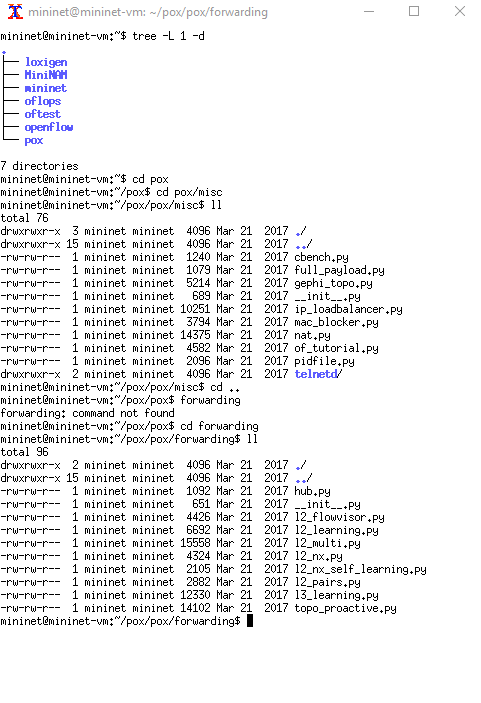 mininet@mininet-vm: ~/pox/pox/forwarding
mininet@mininet-vm:~$ tree -L 1 -d
.
├── loxigen
├── MiniNAM
├── mininet
├── oflops
├── oftest
├── openflow
└── pox
7 directories
mininet@mininet-vm:~$ cd pox
mininet@mininet-vm:~/pox$ cd pox/misc
mininet@mininet-vm:~/pox/pox/misc$ ll
total 76
drwxrwxr-x  3 mininet mininet  4096 Mar 21  2017 ./
drwxrwxr-x 15 mininet mininet  4096 Mar 21  2017 ../
-rw-rw-r--  1 mininet mininet  1240 Mar 21  2017 cbench.py
-rw-rw-r--  1 mininet mininet  1079 Mar 21  2017 full_payload.py
-rw-rw-r--  1 mininet mininet  5214 Mar 21  2017 gephi_topo.py
-rw-rw-r--  1 mininet mininet   689 Mar 21  2017 __init__.py
-rw-rw-r--  1 mininet mininet 10251 Mar 21  2017 ip_loadbalancer.py
-rw-rw-r--  1 mininet mininet  3794 Mar 21  2017 mac_blocker.py
-rw-rw-r--  1 mininet mininet 14375 Mar 21  2017 nat.py
-rw-rw-r--  1 mininet mininet  4582 Mar 21  2017 of_tutorial.py
-rw-rw-r--  1 mininet mininet  2096 Mar 21  2017 pidfile.py
drwxrwxr-x  2 mininet mininet  4096 Mar 21  2017 telnetd/
mininet@mininet-vm:~/pox/pox/misc$ cd ..
mininet@mininet-vm:~/pox/pox$ forwarding
forwarding: command not found
mininet@mininet-vm:~/pox/pox$ cd forwarding
mininet@mininet-vm:~/pox/pox/forwarding$ ll
total 96
drwxrwxr-x  2 mininet mininet  4096 Mar 21  2017 ./
drwxrwxr-x 15 mininet mininet  4096 Mar 21  2017 ../
-rw-rw-r--  1 mininet mininet  1092 Mar 21  2017 hub.py
-rw-rw-r--  1 mininet mininet   651 Mar 21  2017 __init__.py
-rw-rw-r--  1 mininet mininet  4426 Mar 21  2017 l2_flowvisor.py
-rw-rw-r--  1 mininet mininet  6692 Mar 21  2017 l2_learning.py
-rw-rw-r--  1 mininet mininet 15558 Mar 21  2017 l2_multi.py
-rw-rw-r--  1 mininet mininet  4324 Mar 21  2017 l2_nx.py
-rw-rw-r--  1 mininet mininet  2105 Mar 21  2017 l2_nx_self_learning.py
-rw-rw-r--  1 mininet mininet  2882 Mar 21  2017 l2_pairs.py
-rw-rw-r--  1 mininet mininet 12330 Mar 21  2017 l3_learning.py
-rw-rw-r--  1 mininet mininet 14102 Mar 21  2017 topo_proactive.py
mininet@mininet-vm:~/pox/pox/forwarding$